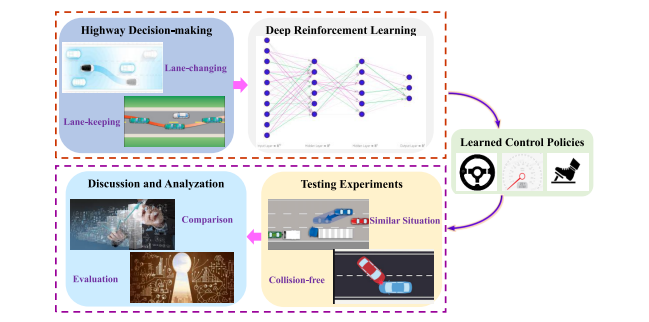 Highway Decision-making
Deep Reinforcement Learning
Lane-changing
Lane-keeping
Learned Control Policies
Discussion and Analyzation
Testing Experiments
Comparison
Similar Situation
Evaluation
Collision-free